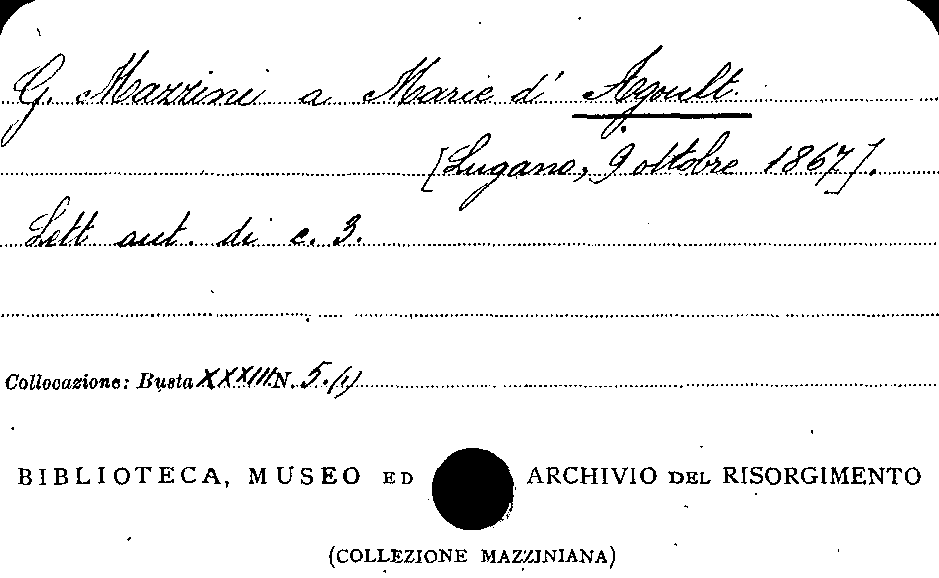 G. Mazzini a Marie d' Agoult.
[Lugano, 9 ottobre 1867].
Lett aut. di c. 3.
Collocazione: Busta XXXIII N. 5. (1)
BIBLIOTECA, MUSEO ED ARCHIVIO DEL RISORGIMENTO
(COLLEZIONE MAZZINIANA)